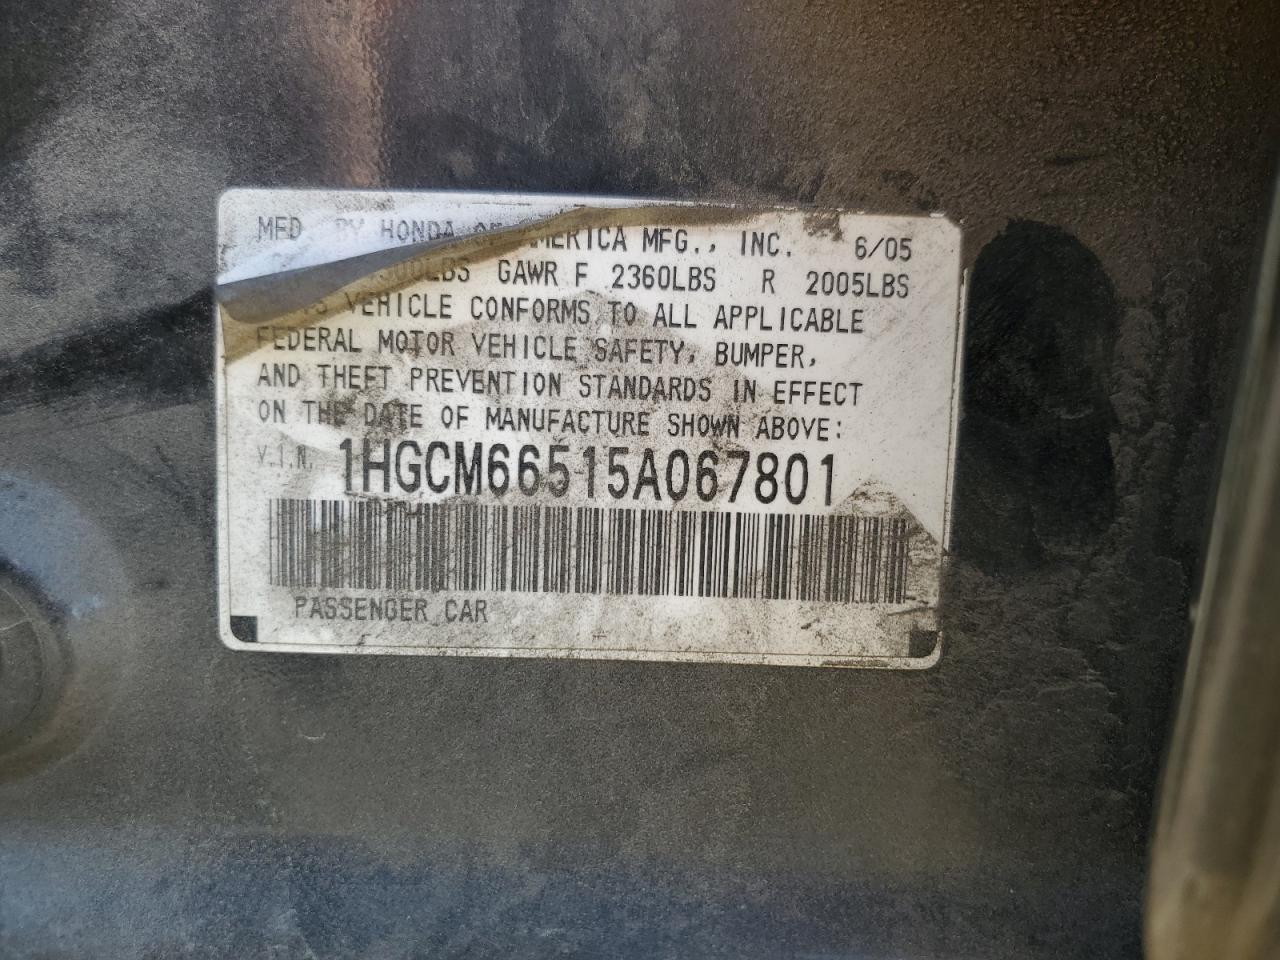 MFD BY HONDA OF AMERICA MFG., INC. 6/05
GAWR F 2360LBS R 2005LBS
VEHICLE CONFORMS TO ALL APPLICABLE
FEDERAL MOTOR VEHICLE SAFETY, BUMPER,
AND THEFT PREVENTION STANDARDS IN EFFECT
ON THE DATE OF MANUFACTURE SHOWN ABOVE:
V.I.N. 1HGCM66515A067801
PASSENGER CAR